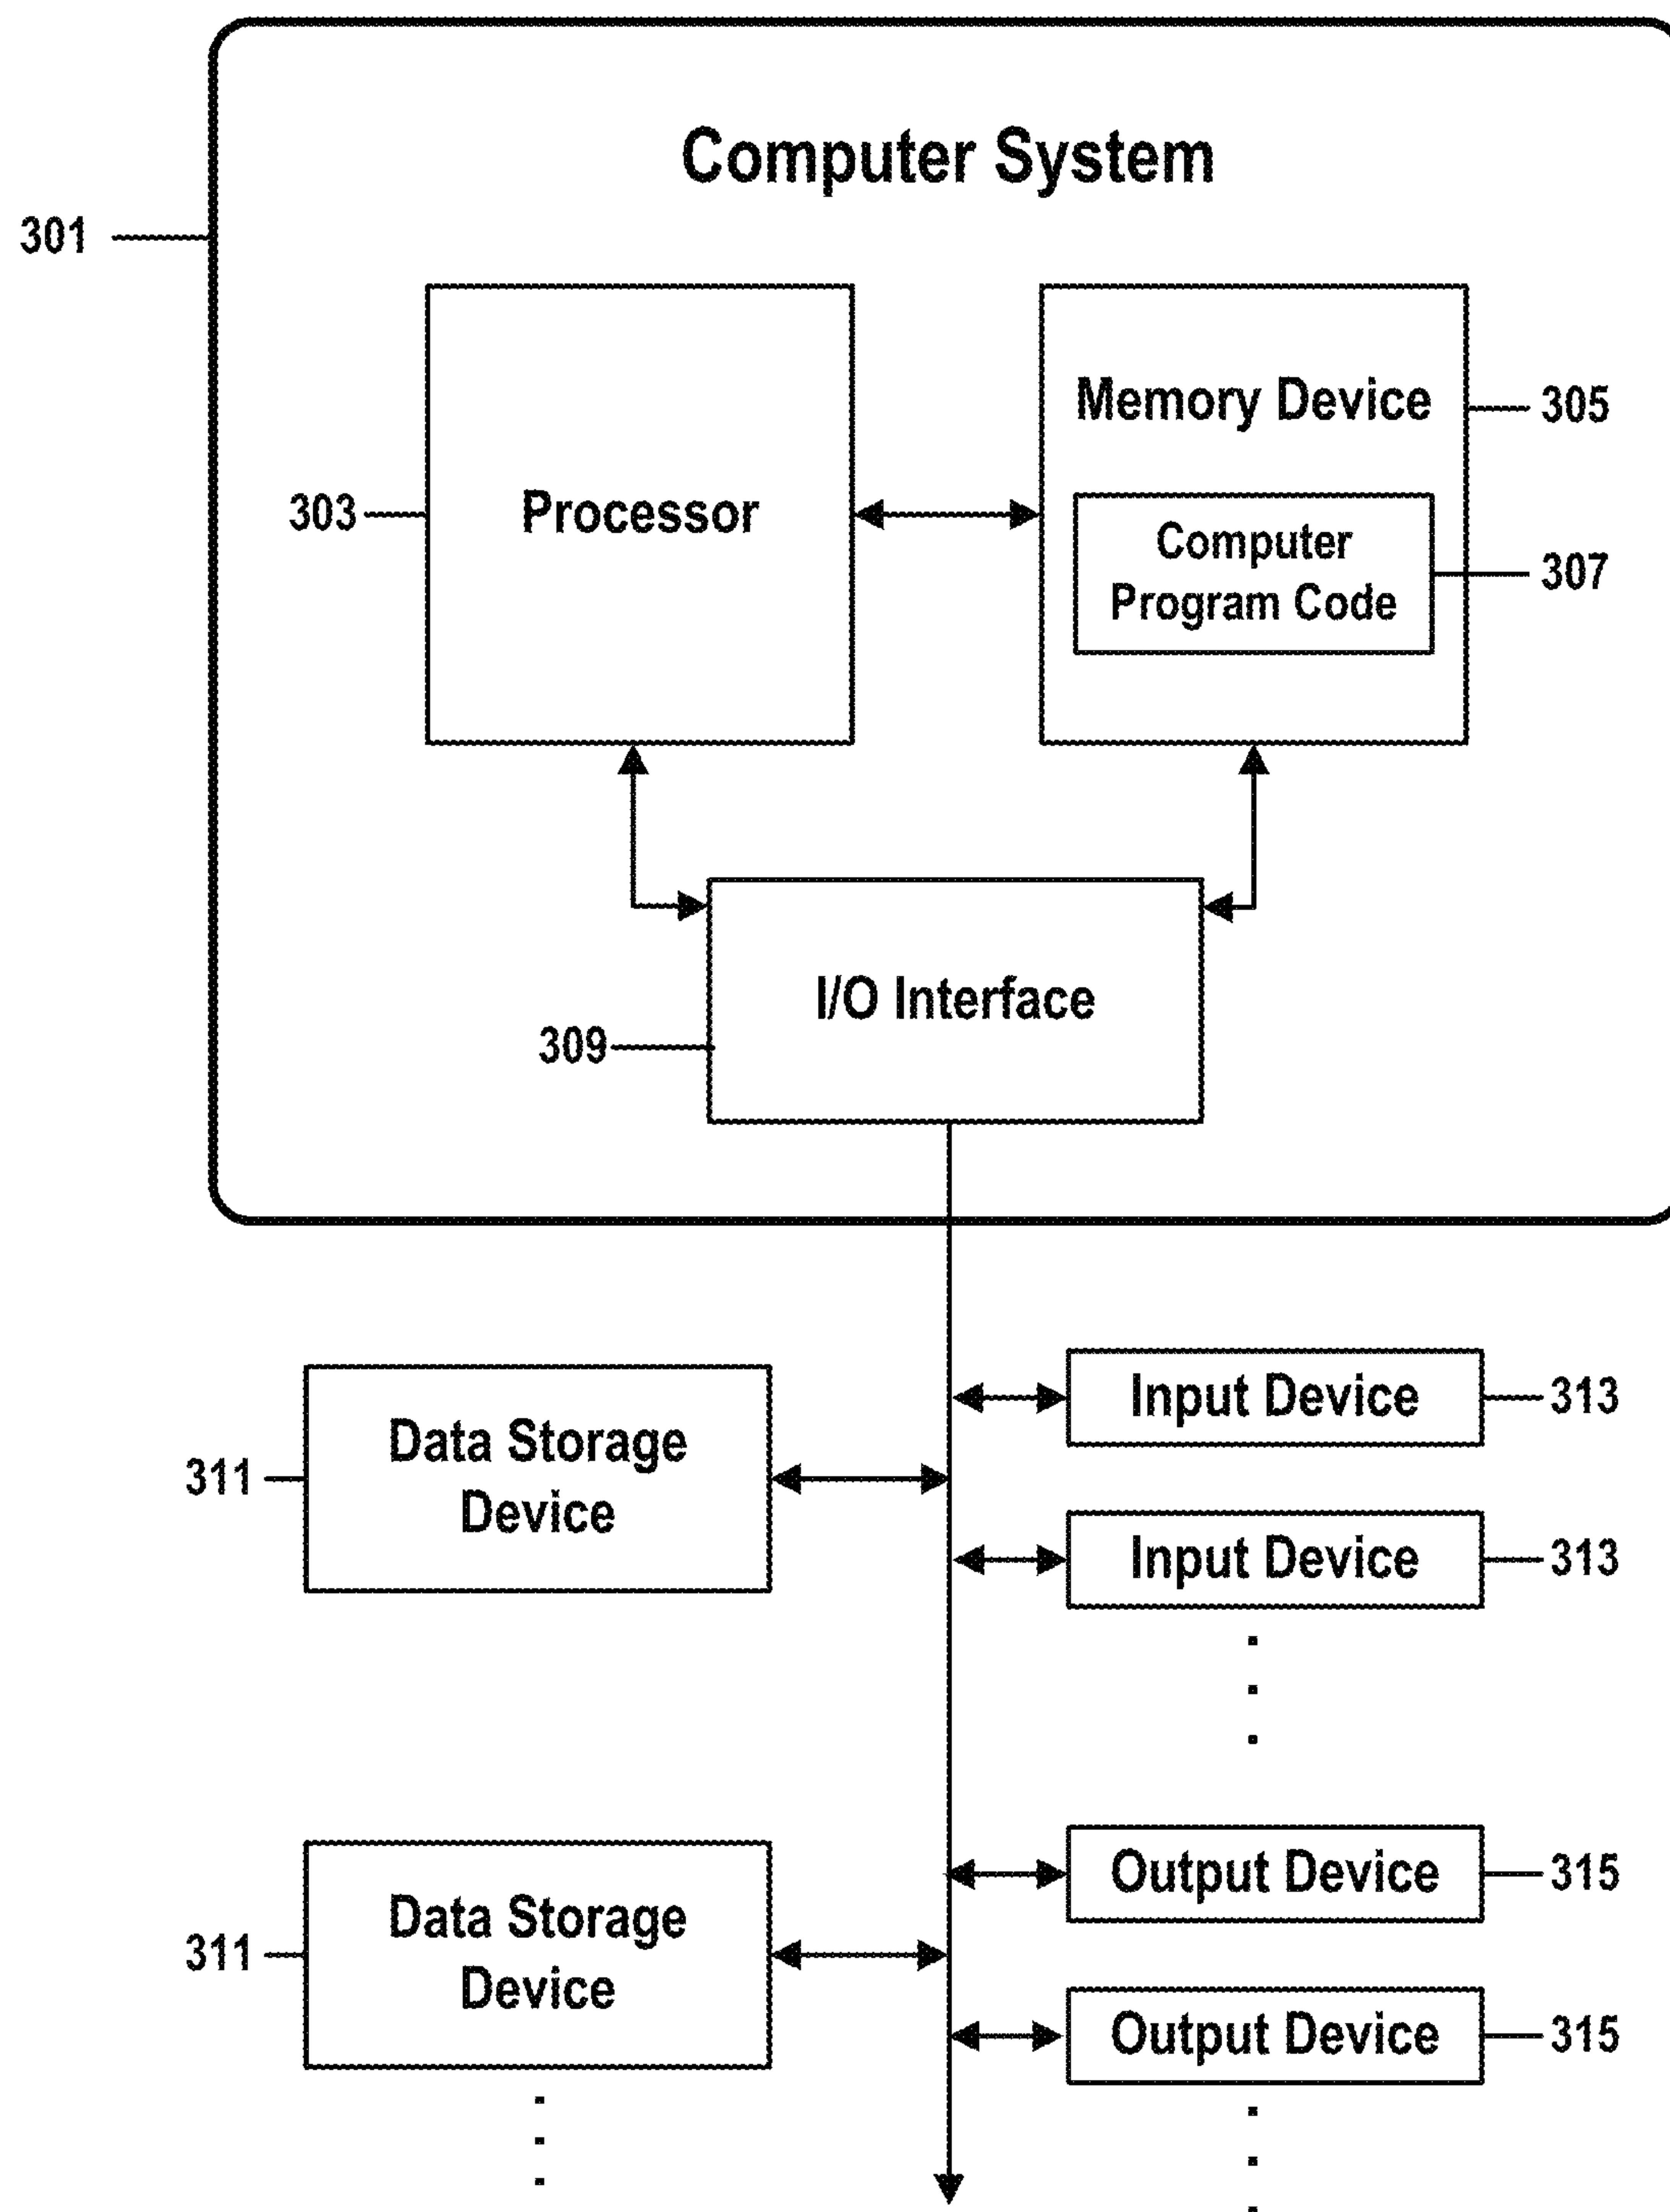 Computer System
301
303
Processor
Memory Device
305
Computer
Program Code
307
I/O Interface
309
311
Data Storage
Device
Input Device
313
Input Device
313
311
Data Storage
Device
Output Device
315
Output Device
315